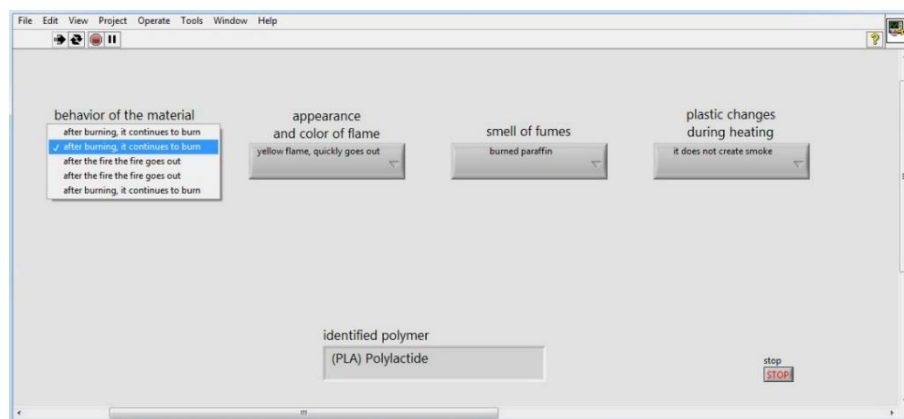 File Edit View Project Operate Tools Window Help
behavior of the material
after burning, it continues to burn
✓ after burning, it continues to burn
after the fire the fire goes out
after the fire the fire goes out
after burning, it continues to burn
appearance
and color of flame
yellow flame, quickly goes out
smell of fumes
burned paraffin
plastic changes
during heating
it does not create smoke
identified polymer
(PLA) Polylactide
stop
STOP